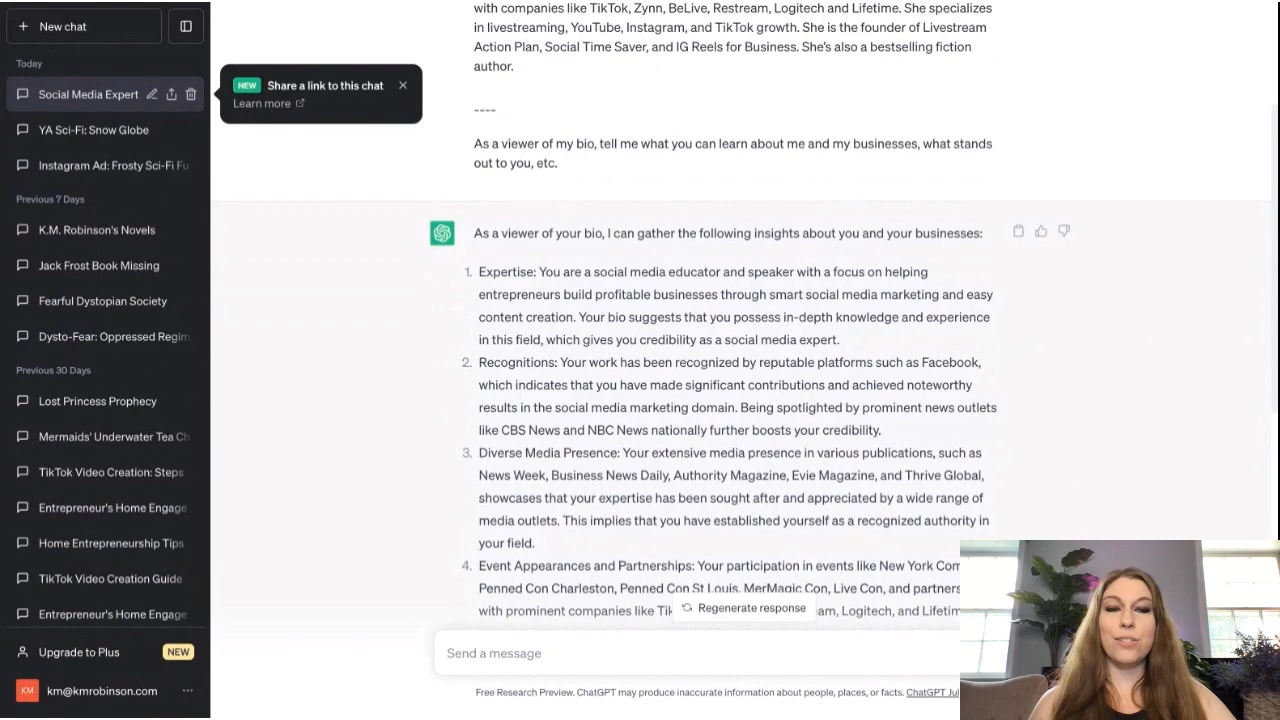 New chat
Today
Social Media Expert
YA Sci-Fi: Snow Globe
Instagram Ad: Frosty Sci-Fi Fu
Previous 7 Days
K.M. Robinson's Novels
Jack Frost Book Missing
Fearful Dystopian Society
Dysto-Fear: Oppressed Regim
Previous 30 Days
Lost Princess Prophecy
Mermaids' Underwater Tea Ch
TikTok Video Creation: Steps
Entrepreneur's Home Engage
Home Entrepreneurship Tips
TikTok Video Creation Guide
Entrepreneur's Home Engage
Upgrade to Plus NEW
KM km@kmrobinson.com
NEW Share a link to this chat
Learn more
with companies like TikTok, Zynn, BeLive, Restream, Logitech and Lifetime. She specializes
in livestreaming, YouTube, Instagram, and TikTok growth. She is the founder of Livestream
Action Plan, Social Time Saver, and IG Reels for Business. She's also a bestselling fiction
author.
----
As a viewer of my bio, tell me what you can learn about me and my businesses, what stands
out to you, etc.
As a viewer of your bio, I can gather the following insights about you and your businesses:
1. Expertise: You are a social media educator and speaker with a focus on helping
entrepreneurs build profitable businesses through smart social media marketing and easy
content creation. Your bio suggests that you possess in-depth knowledge and experience
in this field, which gives you credibility as a social media expert.
2. Recognitions: Your work has been recognized by reputable platforms such as Facebook,
which indicates that you have made significant contributions and achieved noteworthy
results in the social media marketing domain. Being spotlighted by prominent news outlets
like CBS News and NBC News nationally further boosts your credibility.
3. Diverse Media Presence: Your extensive media presence in various publications, such as
News Week, Business News Daily, Authority Magazine, Evie Magazine, and Thrive Global,
showcases that your expertise has been sought after and appreciated by a wide range of
media outlets. This implies that you have established yourself as a recognized authority in
your field.
4. Event Appearances and Partnerships: Your participation in events like New York Com
Penned Con Charleston, Penned Con St Louis, MerMagic Con, Live Con, and partners
with prominent companies like Tik
eam, Logitech, and Lifetim
Regenerate response
Send a message
Free Research Preview. ChatGPT may produce inaccurate information about people, places, or facts. ChatGPT Jul